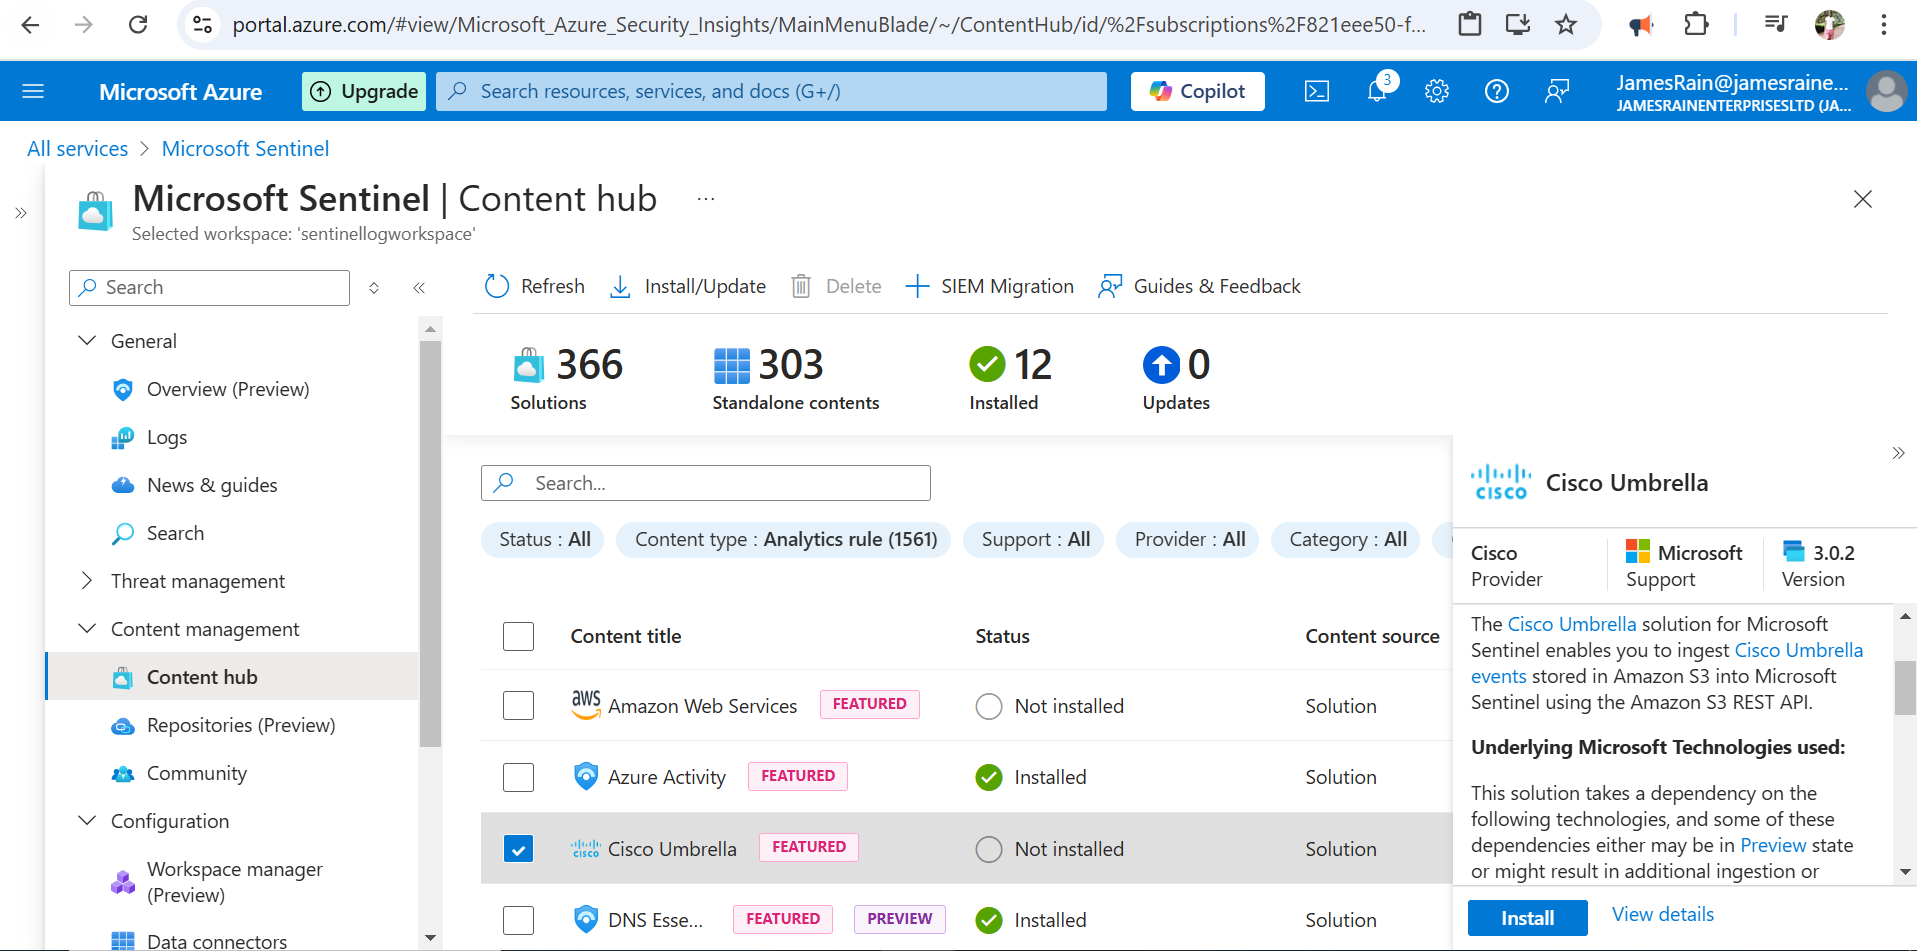 portal.azure.com/#view/Microsoft_Azure_Security_Insights/MainMenuBlade/~/ContentHub/id/%2Fsubscriptions%2F821eee50-f...
Microsoft Azure
Upgrade
Search resources, services, and docs (G+/)
Copilot
3
JamesRain@jamesraine...
JAMESRAINENTERPRISESLTD (JA...
All services > Microsoft Sentinel
Microsoft Sentinel | Content hub ...
Selected workspace: 'sentinellogworkspace'
Search
General
Overview (Preview)
Logs
News & guides
Search
Threat management
Content management
Content hub
Repositories (Preview)
Community
Configuration
Workspace manager
(Preview)
Data connectors
Refresh
Install/Update
Delete
SIEM Migration
Guides & Feedback
366
Solutions
303
Standalone contents
12
Installed
0
Updates
Search...
Status : All
Content type : Analytics rule (1561)
Support : All
Provider : All
Category : All
Content title
Status
Content source
aws
Amazon Web Services
FEATURED
Not installed
Solution
Azure Activity
FEATURED
Installed
Solution
CISCO
Cisco Umbrella
FEATURED
Not installed
Solution
DNS Esse...
FEATURED
PREVIEW
Installed
Solution
CISCO
Cisco Umbrella
Cisco
Provider
Microsoft
Support
3.0.2
Version
The Cisco Umbrella solution for Microsoft
Sentinel enables you to ingest Cisco Umbrella
events stored in Amazon S3 into Microsoft
Sentinel using the Amazon S3 REST API.
Underlying Microsoft Technologies used:
This solution takes a dependency on the
following technologies, and some of these
dependencies either may be in Preview state
or might result in additional ingestion or
Install
View details